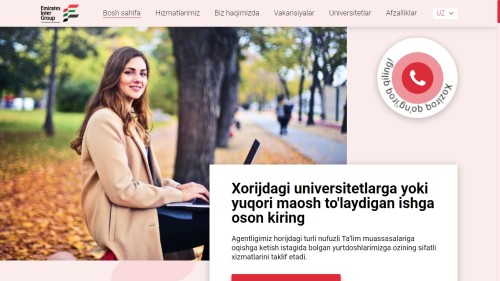 Emirates
Inter
Group
Bosh sahifa Hizmatlarimiz Biz haqimizda Vakansiyalar Universitetlar Afzalliklar UZ
Xoziroq qo'ng'iroq qiling!
Xorijdagi universitetlarga yoki
yuqori maosh to'laydigan ishga
oson kiring
Agentligimiz horijdagi turli nufuzli Ta'lim muassasalariga
oqishga ketish istagida bolgan yurtdoshlarimizga ozining sifatli
xizmatlarini taklif etadi.